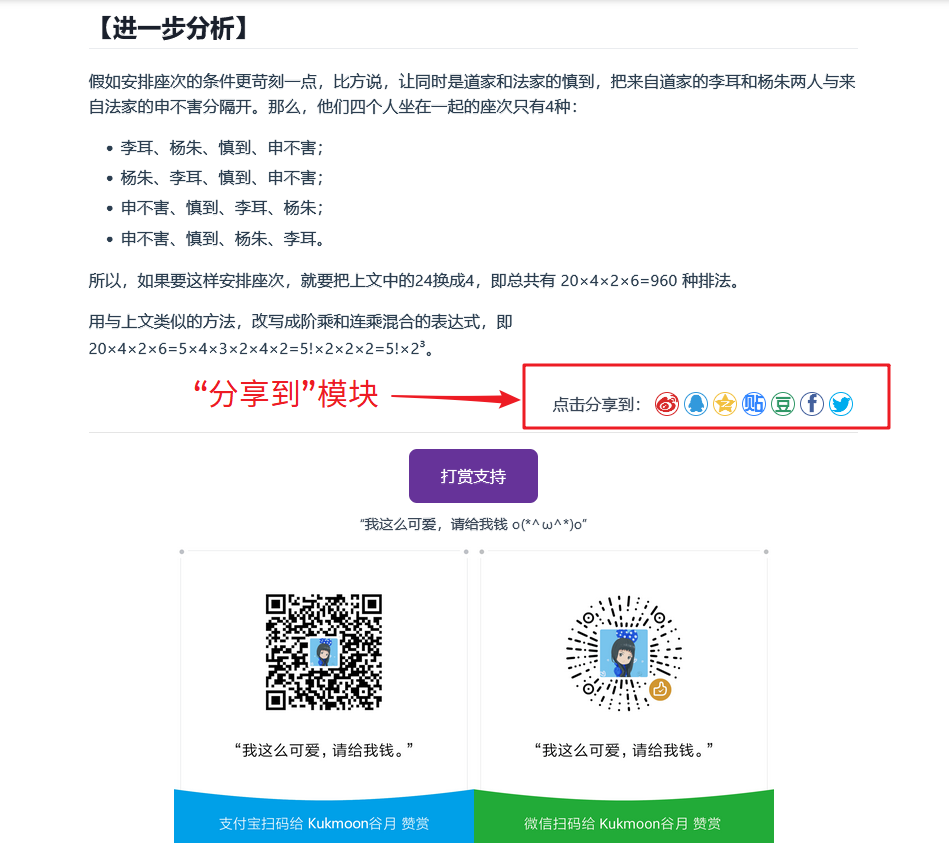 【进一步分析】
假如安排座次的条件更苛刻一点，比方说，让同时是道家和法家的慎到，把来自道家的李耳和杨朱两人与来
自法家的申不害分隔开。那么，他们四个人坐在一起的座次只有4种：
• 李耳、杨朱、慎到、申不害；
• 杨朱、李耳、慎到、申不害；
• 申不害、慎到、李耳、杨朱；
• 申不害、慎到、杨朱、李耳。
所以，如果要这样安排座次，就要把上文中的24换成4，即总共有 20×4×2×6=960 种排法。
用与上文类似的方法，改写成阶乘和连乘混合的表达式，即
20×4×2×6=5×4×3×2×4×2=5!×2×2×2=5!×2³。
“分享到”模块
点击分享到： 贴 豆 f
打赏支持
“我这么可爱，请给我钱 o(*^ω^*)o”
“我这么可爱，请给我钱。” “我这么可爱，请给我钱。”
支付宝扫码给 Kukmoon谷月 赞赏 微信扫码给 Kukmoon谷月 赞赏